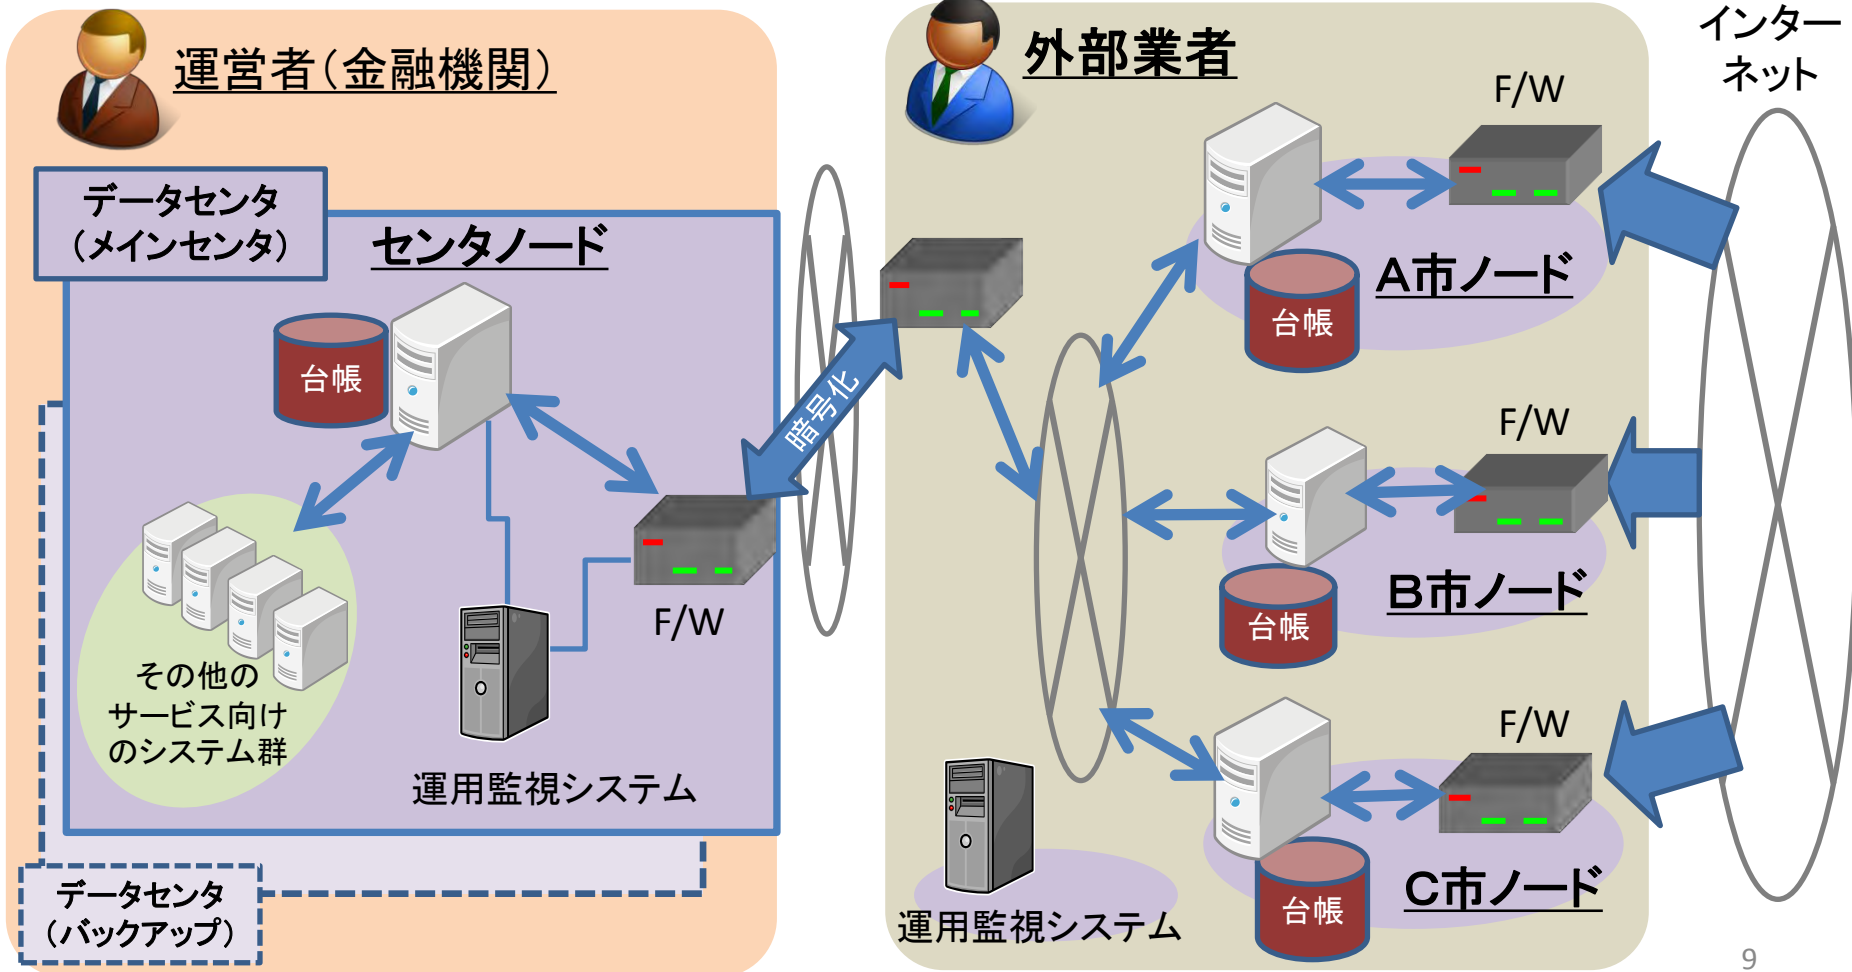 運営者（金融機関）
データセンタ
（メインセンタ）
センタノード
台帳
その他の
サービス向け
のシステム群
運用監視システム
F/W
データセンタ
（バックアップ）
暗号化
外部業者
F/W
A市ノード
台帳
F/W
B市ノード
台帳
F/W
C市ノード
台帳
運用監視システム
インター
ネット
9